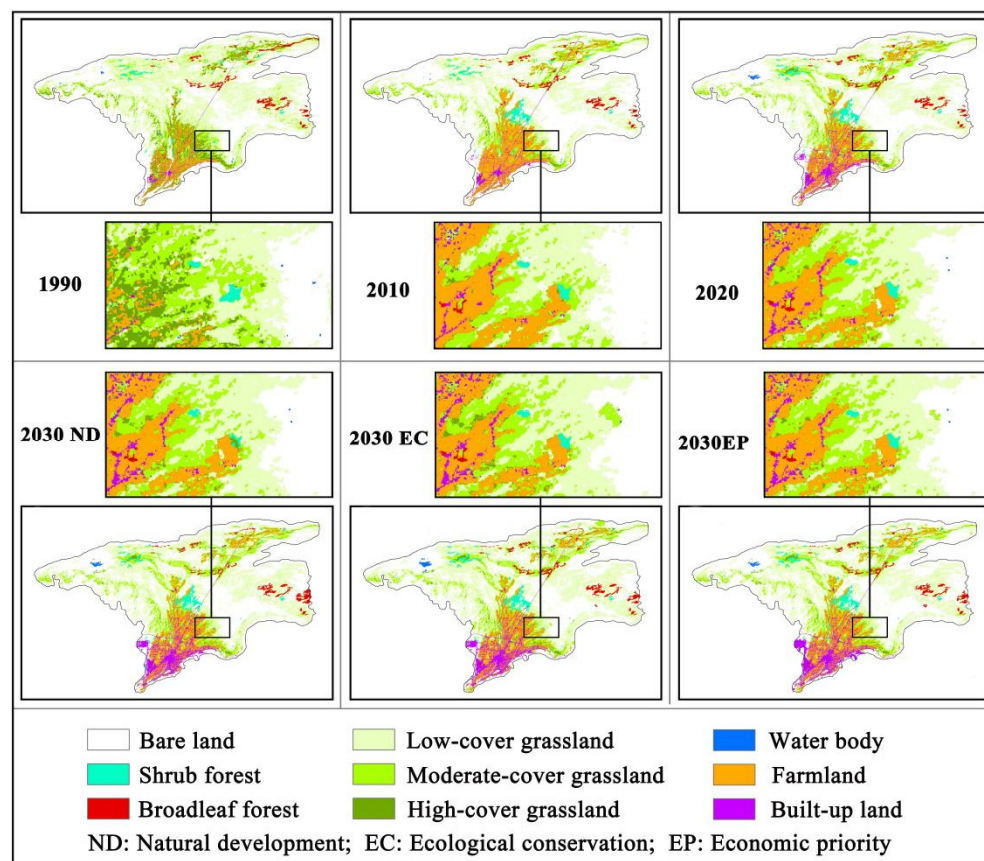 1990
2010
2020
2030 ND
2030 EC
2030EP
Bare land
Low-cover grassland
Water body
Shrub forest
Moderate-cover grassland
Farmland
Broadleaf forest
High-cover grassland
Built-up land
ND: Natural development; EC: Ecological conservation; EP: Economic priority